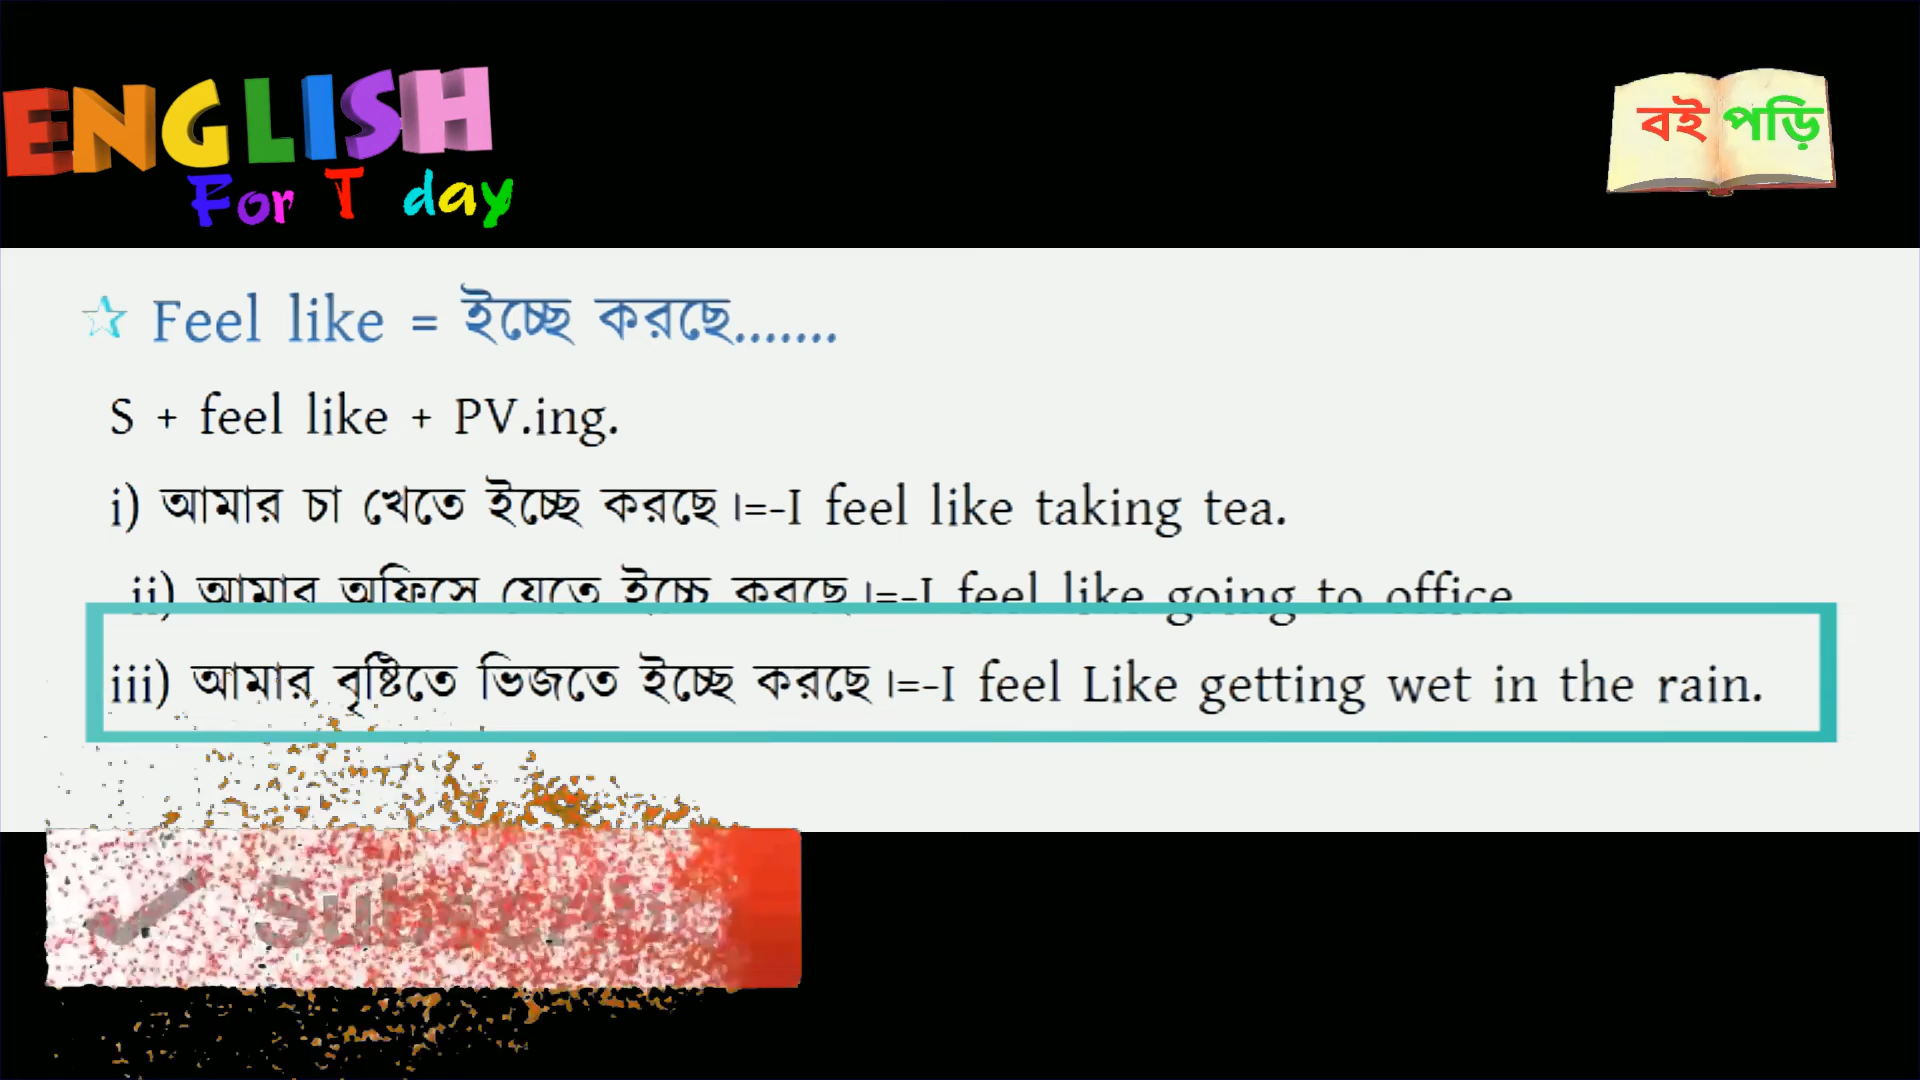 ENGLISH
For T day
বই পড়ি
☆ Feel like = ইচ্ছে করছে.......
S + feel like + PV.ing.
i) আমার চা খেতে ইচ্ছে করছে।=-I feel like taking tea.
ii) আমার অফিসে যেতে ইচ্ছে করছে।=-I feel like going to office.
iii) আমার বৃষ্টিতে ভিজতে ইচ্ছে করছে।=-I feel Like getting wet in the rain.